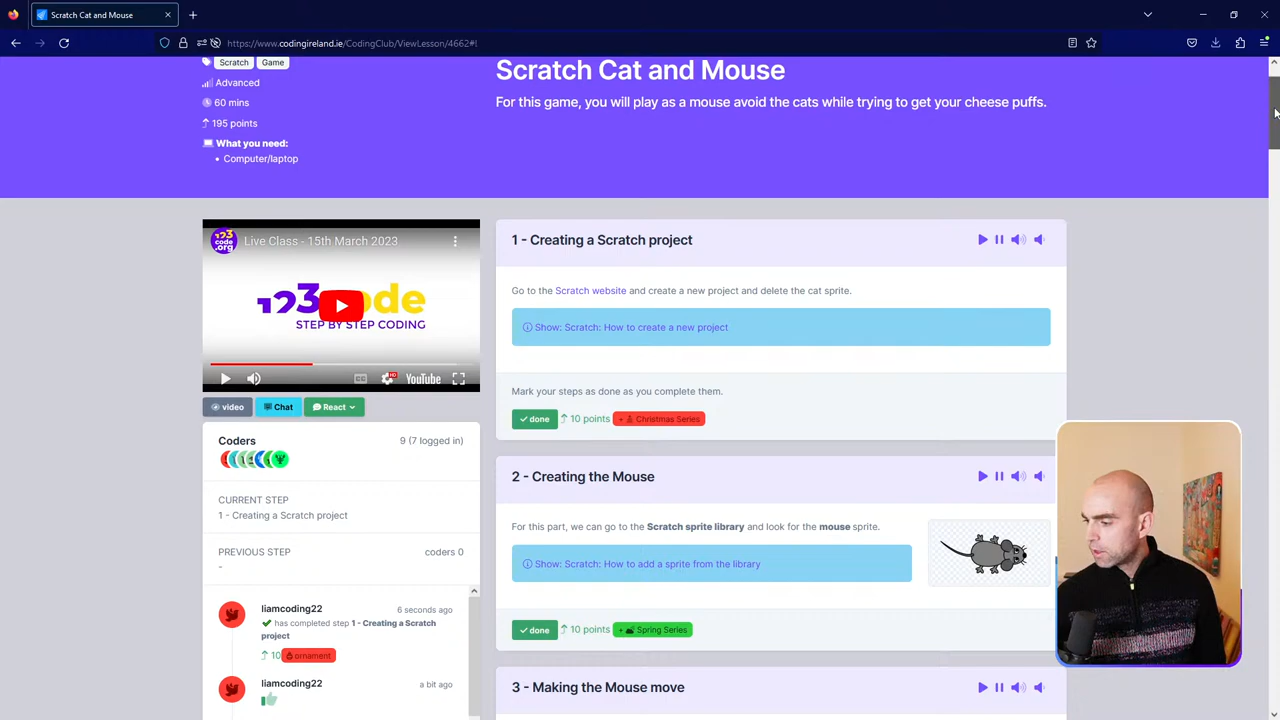 Scratch Cat and Mouse
https://www.codingireland.ie/CodingClub/ViewLesson/4662#!
Scratch Game
Advanced
60 mins
195 points
What you need:
• Computer/laptop
Scratch Cat and Mouse
For this game, you will play as a mouse avoid the cats while trying to get your cheese puffs.
123 code.org
Live Class - 15th March 2023
123code
STEP BY STEP CODING
CC HD YouTube
video Chat React
Coders 9 (7 logged in)
CURRENT STEP
1 - Creating a Scratch project
PREVIOUS STEP coders 0
-
liamcoding22 6 seconds ago
has completed step 1 - Creating a Scratch
project
10 ornament
liamcoding22 a bit ago
1 - Creating a Scratch project
Go to the Scratch website and create a new project and delete the cat sprite.
Show: Scratch: How to create a new project
Mark your steps as done as you complete them.
done 10 points + Christmas Series
2 - Creating the Mouse
For this part, we can go to the Scratch sprite library and look for the mouse sprite.
Show: Scratch: How to add a sprite from the library
done 10 points + Spring Series
3 - Making the Mouse move